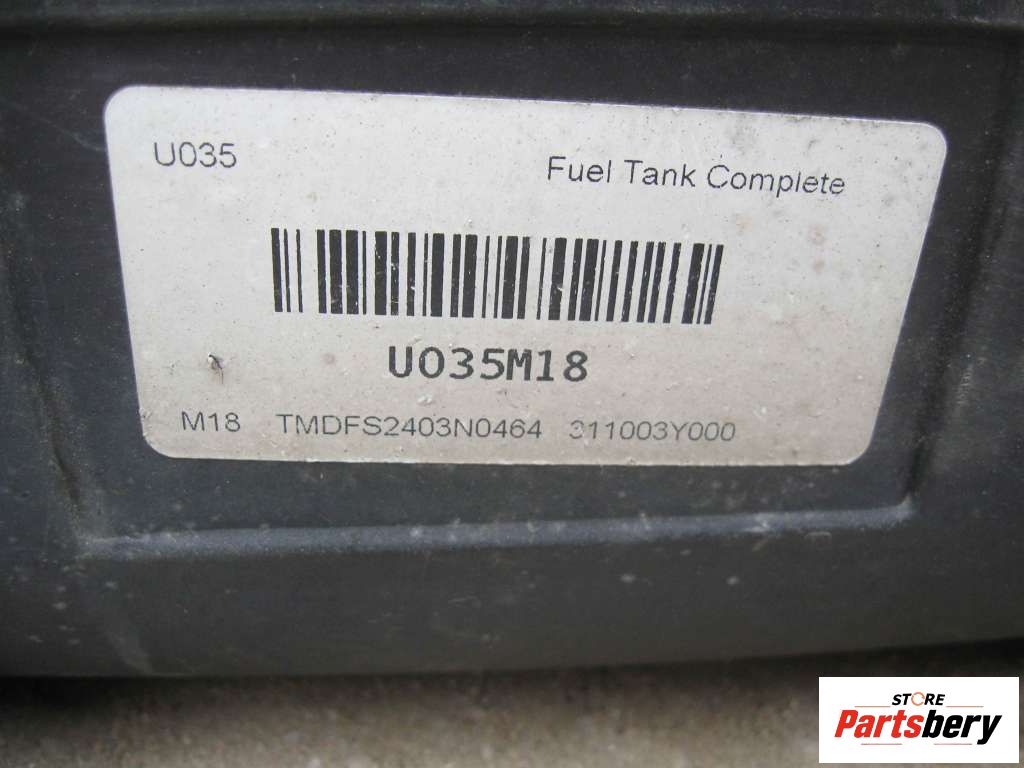 U035
Fuel Tank Complete
U035M18
M18 TMDFS2403N0464 311003Y000
STORE
Partsbery